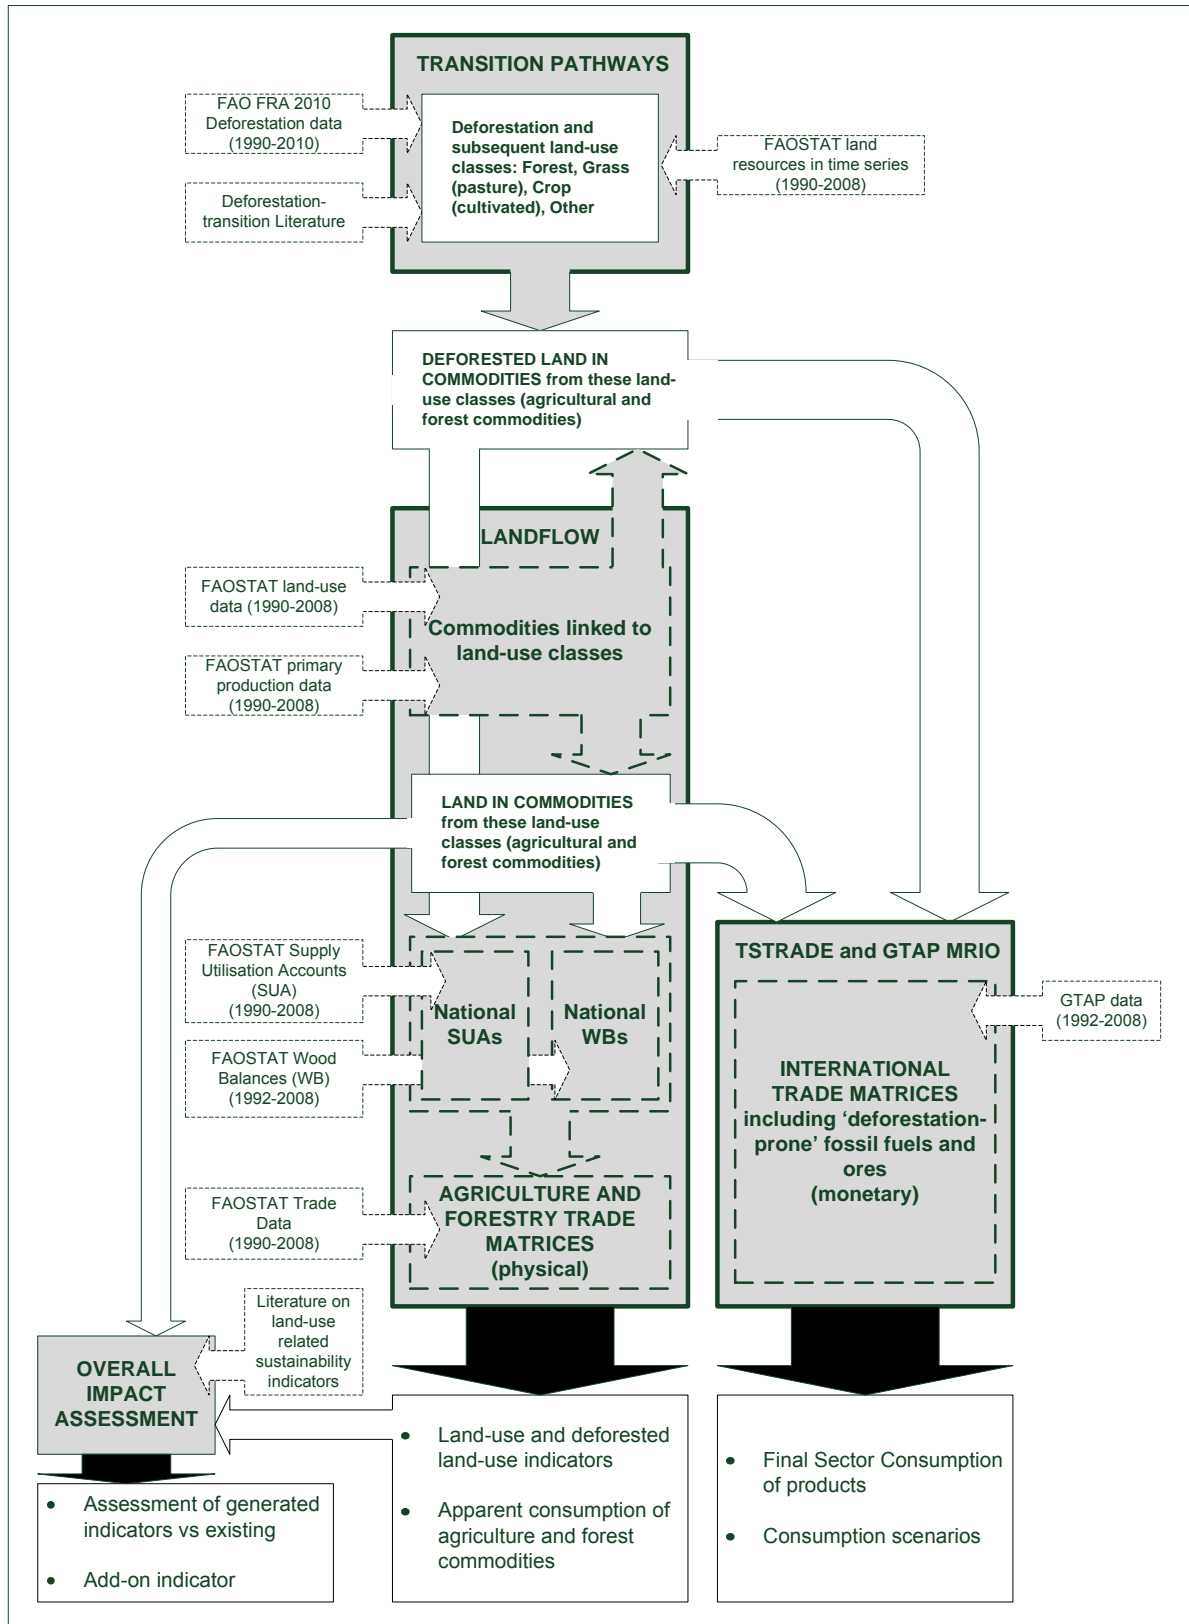 TRANSITION PATHWAYS
FAO FRA 2010
Deforestation data
(1990-2010)
Deforestation-
transition Literature
Deforestation and
subsequent land-use
classes: Forest, Grass
(pasture), Crop
(cultivated), Other
FAOSTAT land
resources in time series
(1990-2008)
DEFORESTED LAND IN
COMMODITIES from these land-
use classes (agricultural and
forest commodities)
LANDFLOW
FAOSTAT land-use
data (1990-2008)
Commodities linked to
land-use classes
FAOSTAT primary
production data
(1990-2008)
LAND IN COMMODITIES
from these land-use
classes (agricultural and
forest commodities)
FAOSTAT Supply
Utilisation Accounts
(SUA)
(1990-2008)
National
SUAs
National
WBs
FAOSTAT Wood
Balances (WB)
(1992-2008)
TSTRADE and GTAP MRIO
GTAP data
(1992-2008)
INTERNATIONAL
TRADE MATRICES
including ‘deforestation-
prone’ fossil fuels and
ores
(monetary)
FAOSTAT Trade
Data
(1990-2008)
AGRICULTURE AND
FORESTRY TRADE
MATRICES
(physical)
Literature on
land-use
related
sustainability
indicators
OVERALL
IMPACT
ASSESSMENT
• Assessment of generated
indicators vs existing
• Add-on indicator
• Land-use and deforested
land-use indicators
• Apparent consumption of
agriculture and forest
commodities
• Final Sector Consumption
of products
• Consumption scenarios